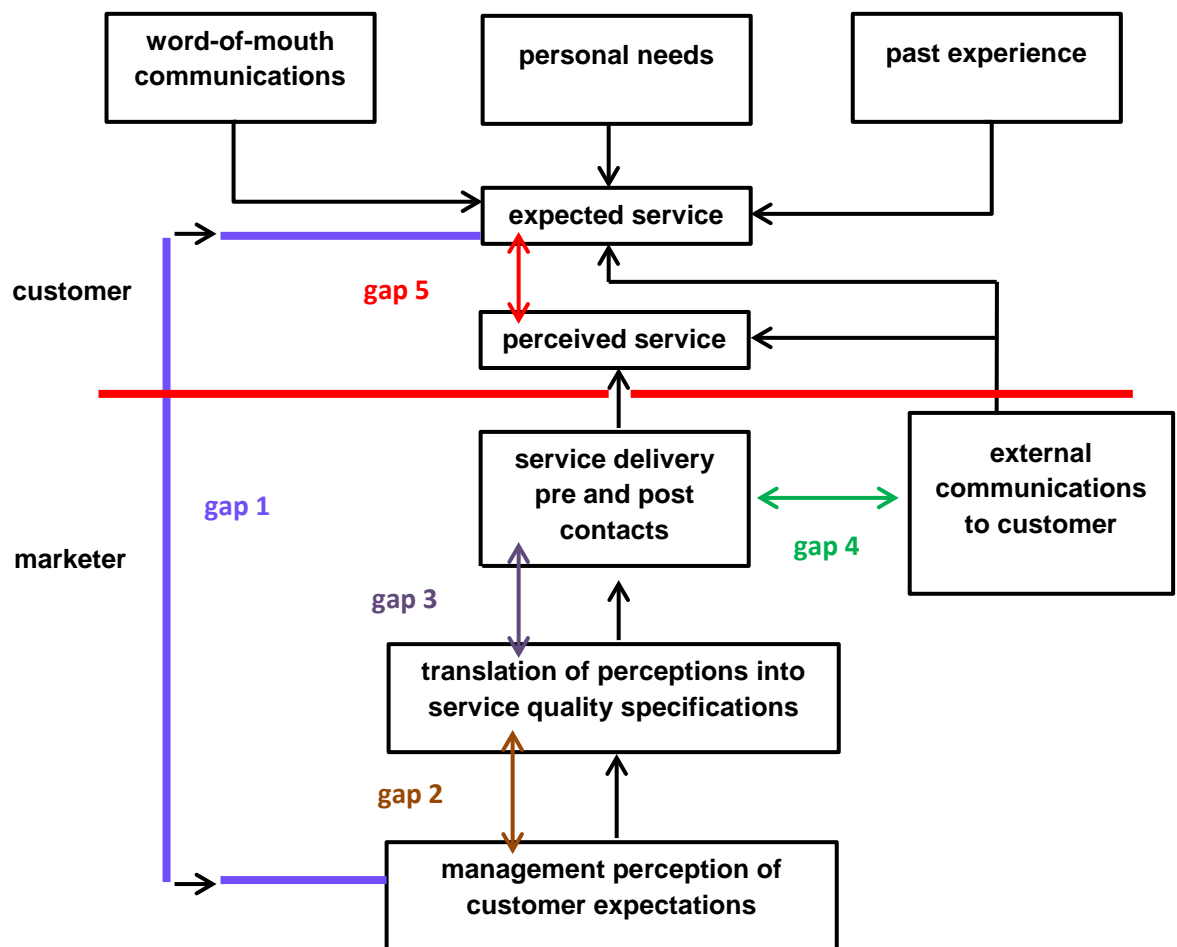 word-of-mouth
communications
personal needs
past experience
expected service
customer
gap 5
perceived service
service delivery
pre and post
contacts
external
communications
to customer
gap 1
gap 4
marketer
gap 3
translation of perceptions into
service quality specifications
gap 2
management perception of
customer expectations